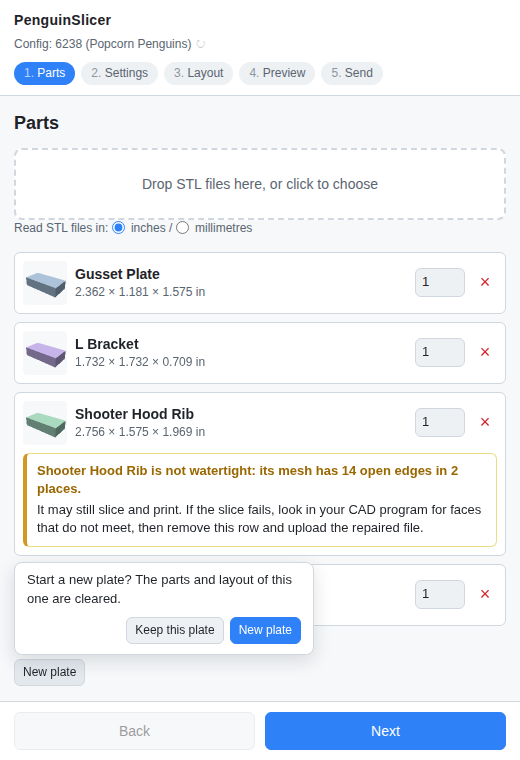 PenguinSlicer
Config: 6238 (Popcorn Penguins)
1. Parts
2. Settings
3. Layout
4. Preview
5. Send
Parts
Drop STL files here, or click to choose
Read STL files in: inches / millimetres
Gusset Plate
2.362 × 1.181 × 1.575 in
1 ×
L Bracket
1.732 × 1.732 × 0.709 in
1 ×
Shooter Hood Rib
2.756 × 1.575 × 1.969 in
1 ×
Shooter Hood Rib is not watertight: its mesh has 14 open edges in 2
places.
It may still slice and print. If the slice fails, look in your CAD program for faces
that do not meet, then remove this row and upload the repaired file.
Start a new plate? The parts and layout of this
one are cleared.
Keep this plate
New plate
1 ×
New plate
Back
Next